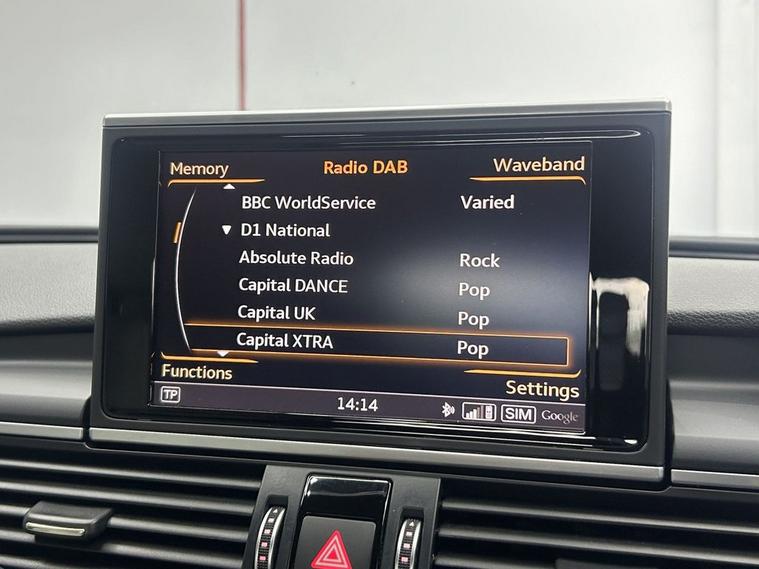 Memory Radio DAB Waveband
BBC WorldService Varied
D1 National
Absolute Radio Rock
Capital DANCE Pop
Capital UK Pop
Capital XTRA Pop
Functions Settings
TP 14:14 SIM Google